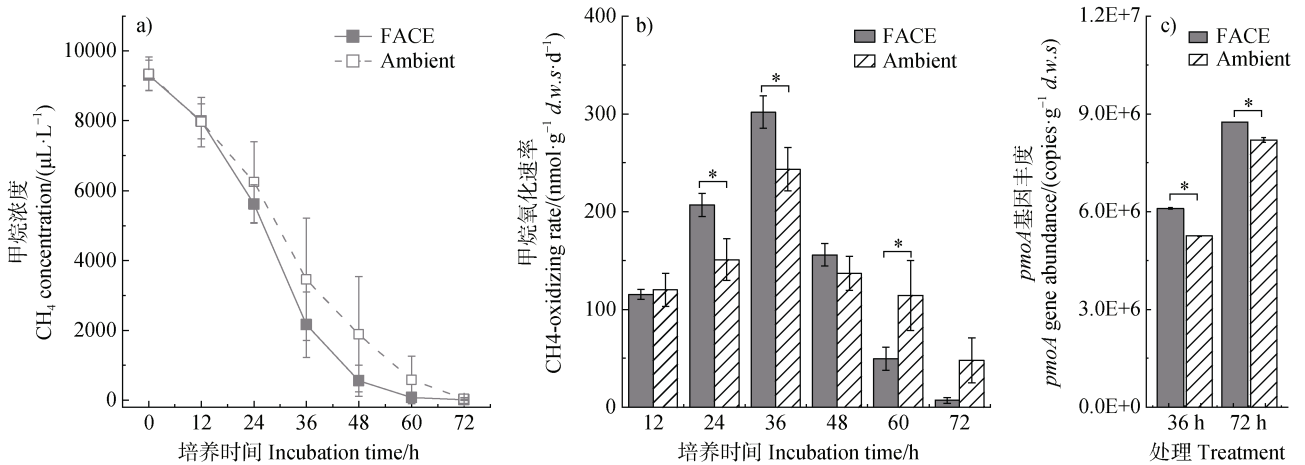 a)
FACE
Ambient
10000
8000
6000
4000
2000
0
甲烷浓度
CH₄ concentration/(μL·L⁻¹)
0 12 24 36 48 60 72
培养时间 Incubation time/h
b)
FACE
Ambient
400
300
200
100
0
甲烷氧化速率
CH4-oxidizing rate/(nmol·g⁻¹ d.w.s·d⁻¹)
* * *
12 24 36 48 60 72
培养时间 Incubation time/h
c)
FACE
Ambient
1.2E+7
9.0E+6
6.0E+6
3.0E+6
0.0E+0
pmoA基因丰度
pmoA gene abundance/(copies·g⁻¹ d.w.s)
* *
36 h 72 h
处理 Treatment